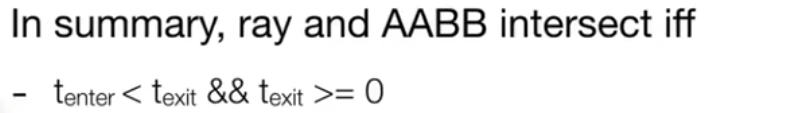 In summary, ray and AABB intersect iff
- tenter < texit && texit >= 0